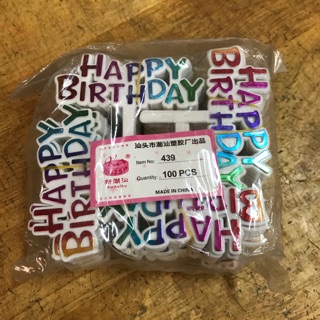 HAPPY
BIRTHDAY
HAPPY
BIRTHDAY
HAPPY
BIRTHDAY
汕头市潮汕塑胶厂出品
Item No: 439
Quantity: 100 PCS
MADE IN CHINA
HAPPY